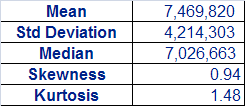 Mean 7,469,820
Std Deviation 4,214,303
Median 7,026,663
Skewness 0.94
Kurtosis 1.48